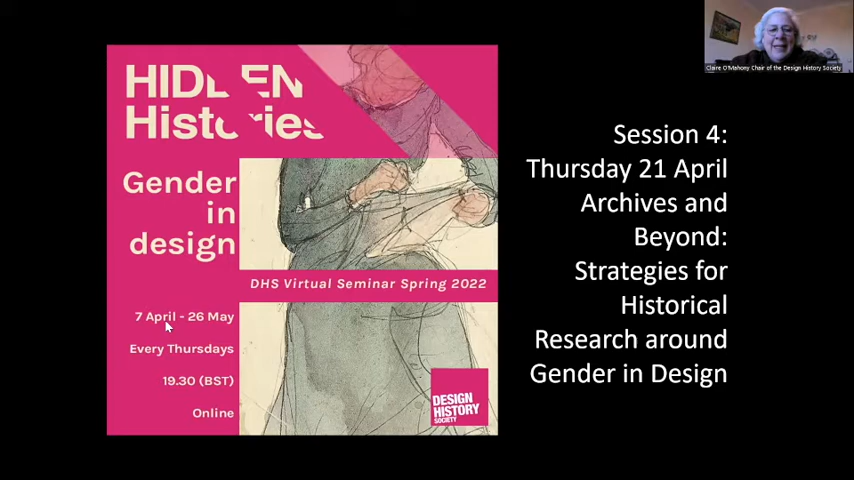 HIDDEN
Histories
Gender
in
design
DHS Virtual Seminar Spring 2022
7 April - 26 May
Every Thursdays
19.30 (BST)
Online
DESIGN
HISTORY
SOCIETY
Session 4:
Thursday 21 April
Archives and
Beyond:
Strategies for
Historical
Research around
Gender in Design
Claire O'Mahony Chair of the Design History Society